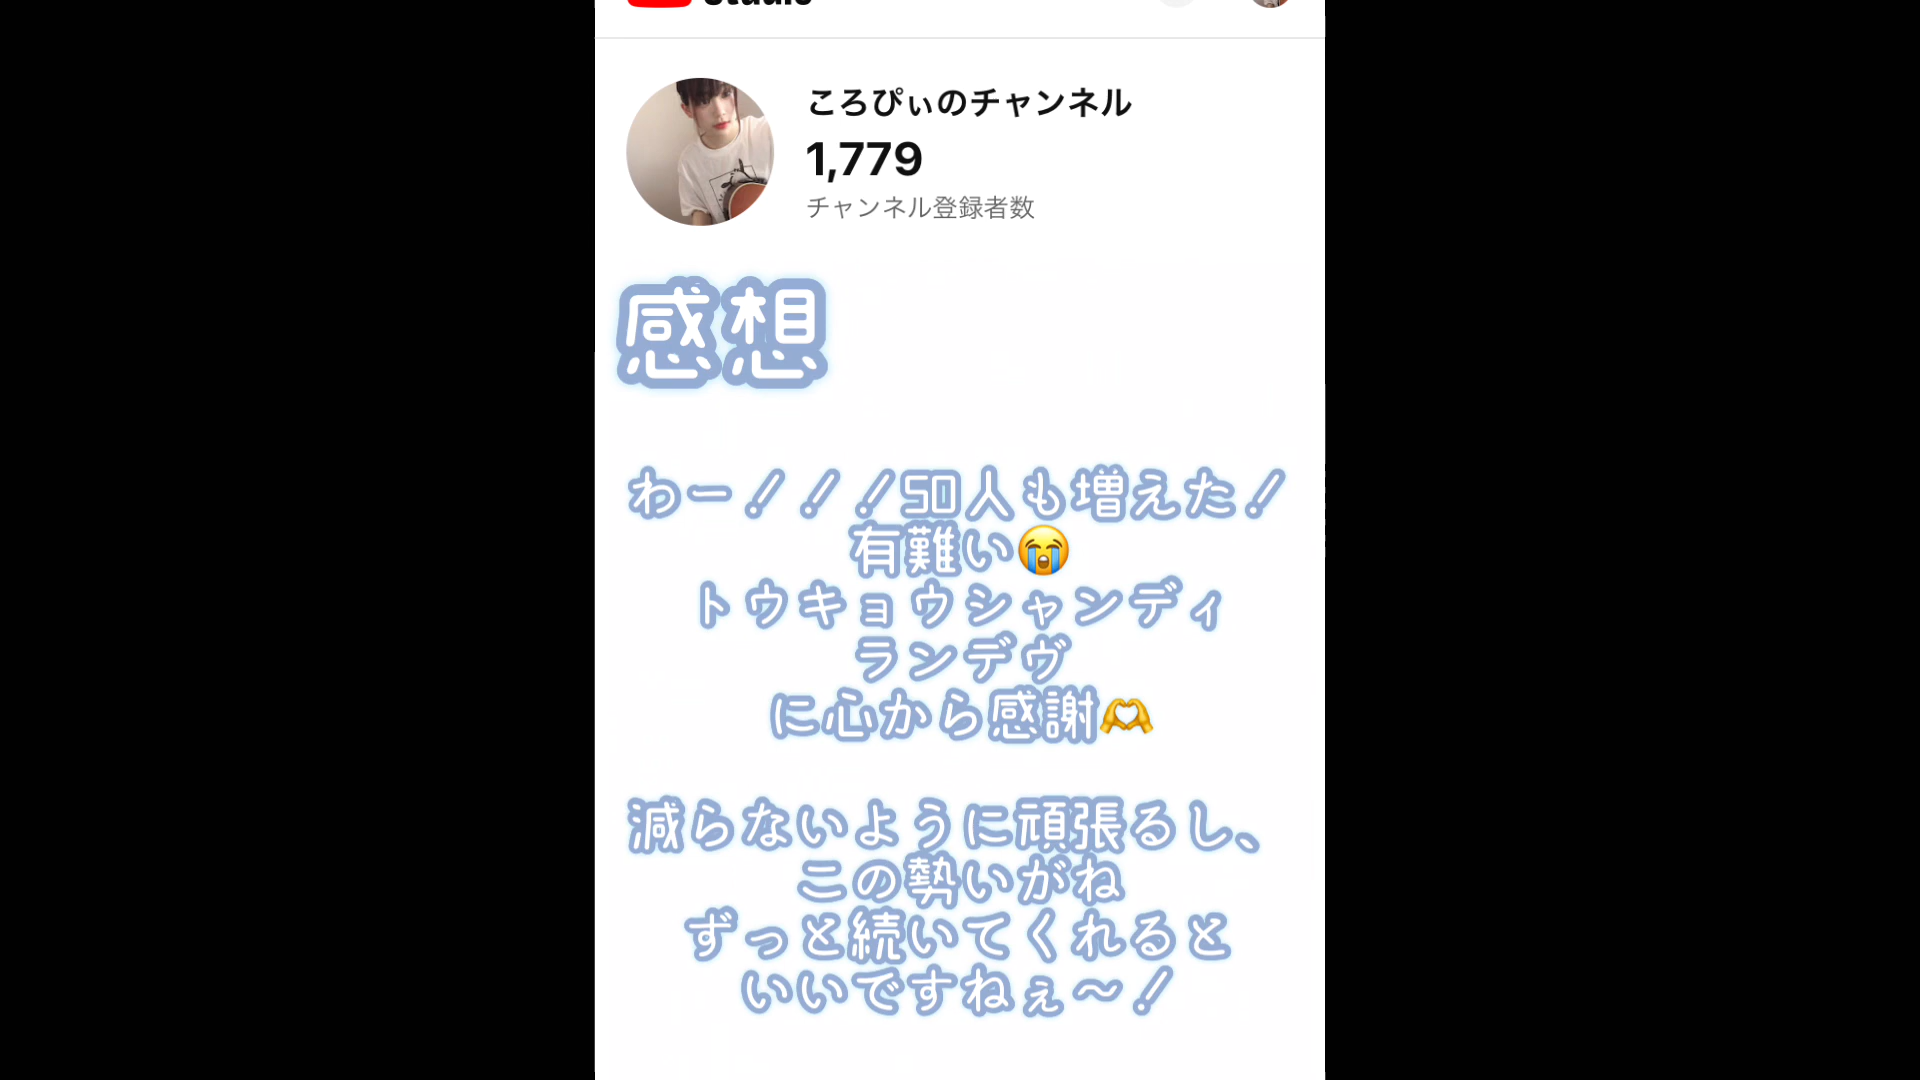 Studio
ころぴぃのチャンネル
1,779
チャンネル登録者数
感想
わー！！！50人も増えた！
有難い😭
トウキョウシャンディ
ランデヴ
に心から感謝🫶
減らないように頑張るし、
この勢いがね
ずっと続いてくれると
いいですねぇ〜！